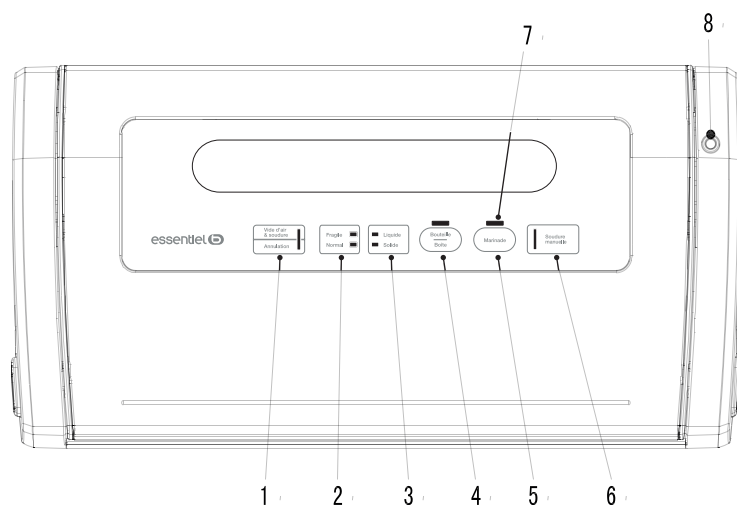 7
8
essentiel b
Vide d'air
& soudure
Annulation
Fragile
Normal
Liquide
Solide
Bouteille
Boîte
Marinade
Soudure
manuelle
1
2
3
4
5
6